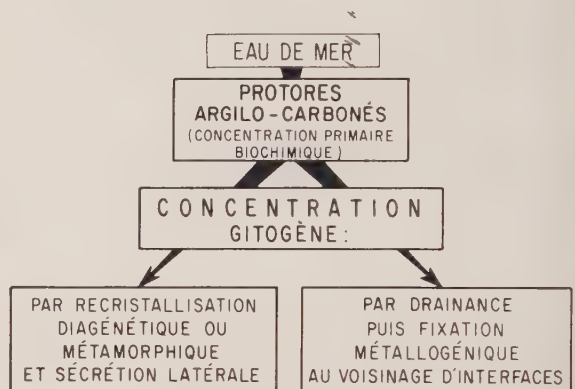 EAU DE MER
PROTORES
ARGILO-CARBONÉS
(CONCENTRATION PRIMAIRE
BIOCHIMIQUE)
CONCENTRATION
GITOGÈNE:
PAR RECRISTALLISATION
DIAGÉNÉTIQUE OU
MÉTAMORPHIQUE
ET SÉCRÉTION LATÉRALE
PAR DRAINANCE
PUIS FIXATION
MÉTALLOGÉNIQUE
AU VOISINAGE D'INTERFACES